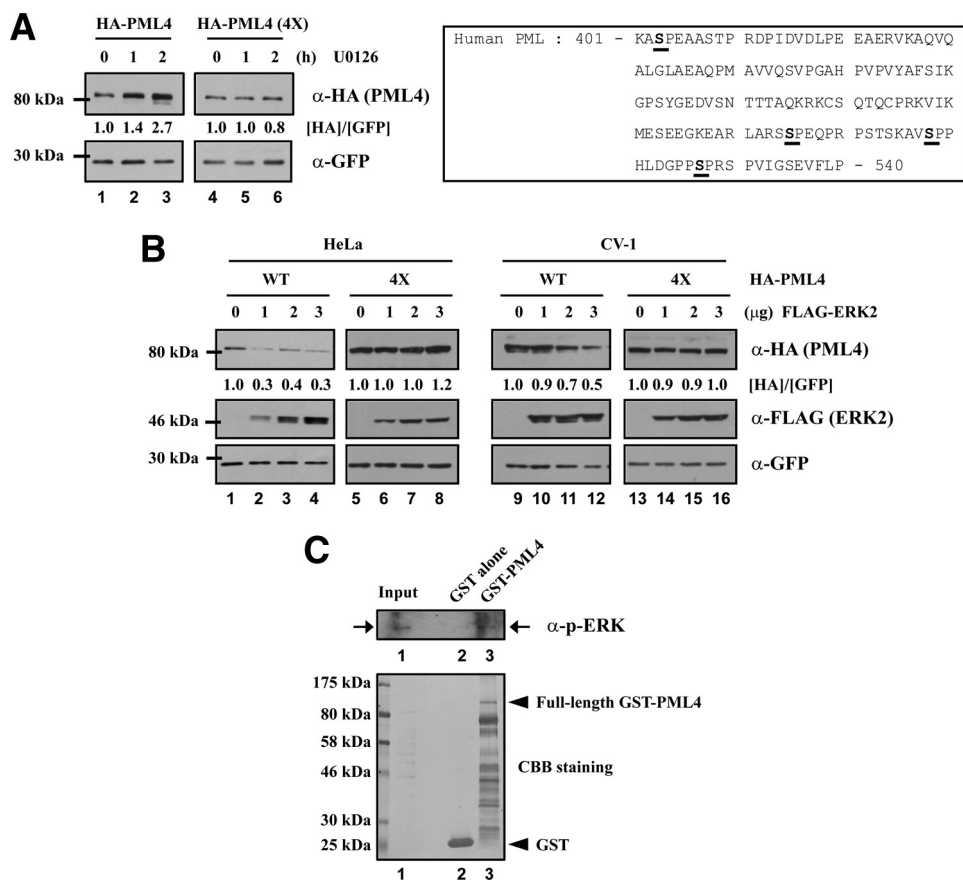 A
HA-PML4 HA-PML4 (4X)
0 1 2 0 1 2 (h) U0126
80 kDa α-HA (PML4)
1.0 1.4 2.7 1.0 1.0 0.8 [HA]/[GFP]
30 kDa α-GFP
1 2 3 4 5 6
Human PML : 401 - KASPEAASTP RDPIDVDLPE EAERVKAQVQ
ALGLAEAQPM AVVQSVPGAH PVPVYAFSIK
GPSYGEDVSN TTTAQKRKCS QTQCPRKVIK
MESEEGKEAR LARSSPEQPR PSTSKAVSPP
HLDGPPSPRS PVIGSEVFLP - 540
B
HeLa CV-1
WT 4X WT 4X HA-PML4
0 1 2 3 0 1 2 3 0 1 2 3 0 1 2 3 (μg) FLAG-ERK2
80 kDa α-HA (PML4)
1.0 0.3 0.4 0.3 1.0 1.0 1.0 1.2 1.0 0.9 0.7 0.5 1.0 0.9 0.9 1.0 [HA]/[GFP]
46 kDa α-FLAG (ERK2)
30 kDa α-GFP
1 2 3 4 5 6 7 8 9 10 11 12 13 14 15 16
C
Input GST alone GST-PML4
α-p-ERK
1 2 3
175 kDa
Full-length GST-PML4
80 kDa
58 kDa
CBB staining
46 kDa
30 kDa
25 kDa GST
1 2 3